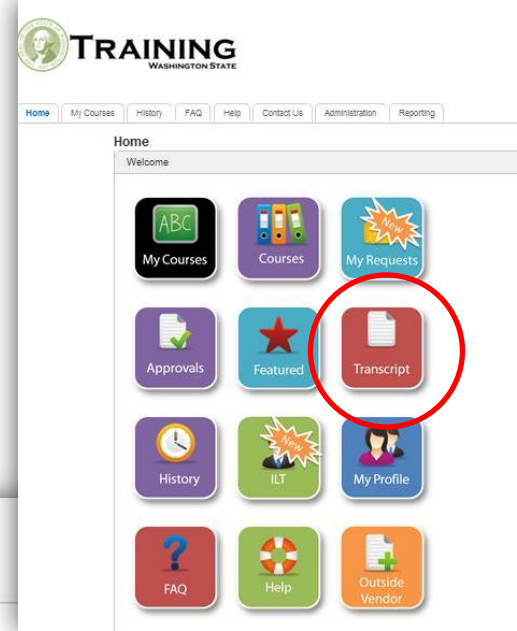 TRAINING
WASHINGTON STATE
Home My Courses History FAQ Help Contact Us Administration Reporting
Home
Welcome
ABC
My Courses
Courses
New
My Requests
Approvals
Featured
Transcript
History
New
ILT
My Profile
?
FAQ
Help
Outside
Vendor